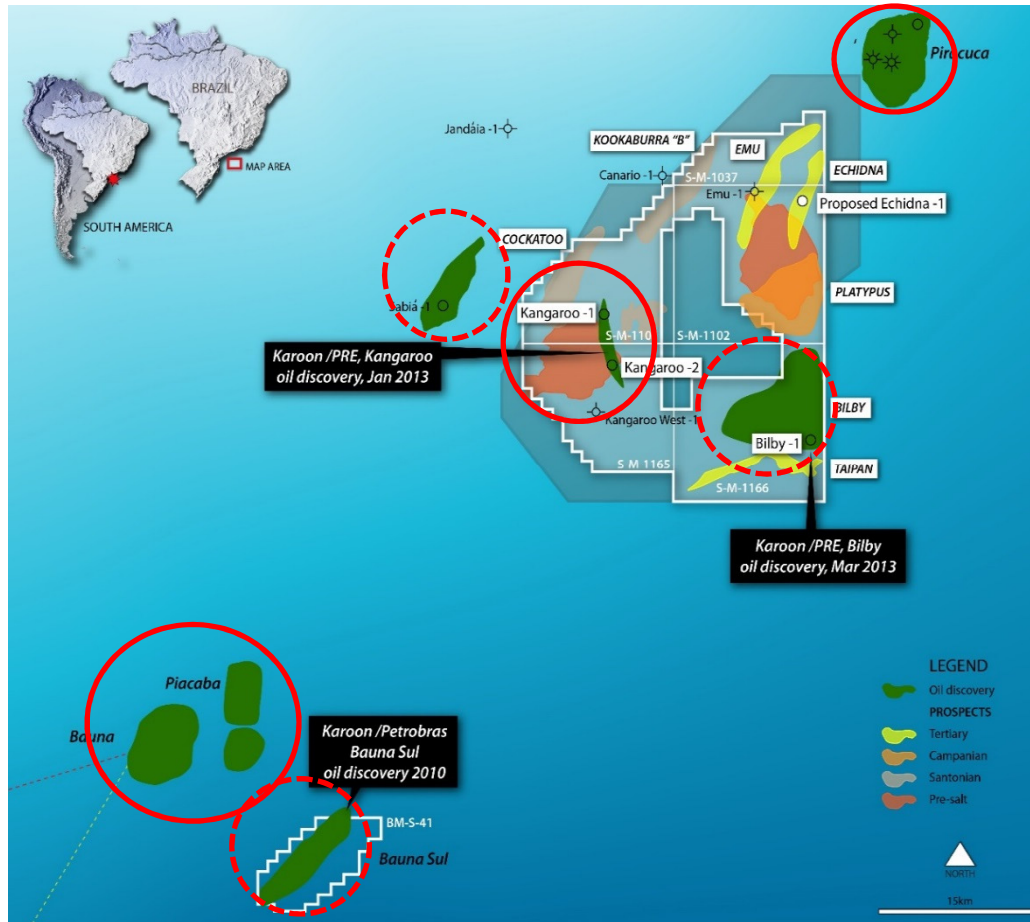 BRAZIL
MAP AREA
SOUTH AMERICA
Piracuca
Jandáia -1
KOOKABURRA "B"
EMU
Canario -1
S-M-1037
ECHIDNA
Emu -1
Proposed Echidna -1
COCKATOO
PLATYPUS
Sabiá -1
Kangaroo -1
S-M-110
S-M-1102
Karoon /PRE, Kangaroo
oil discovery, Jan 2013
Kangaroo -2
Kangaroo West -1
BILBY
Bilby -1
S M 1165
TAIPAN
S-M-1166
Karoon /PRE, Bilby
oil discovery, Mar 2013
Piacaba
Bauna
Karoon /Petrobras
Bauna Sul
oil discovery 2010
BM-S-41
Bauna Sul
LEGEND
Oil discovery
PROSPECTS
Tertiary
Campanian
Santonian
Pre-salt
NORTH
15km